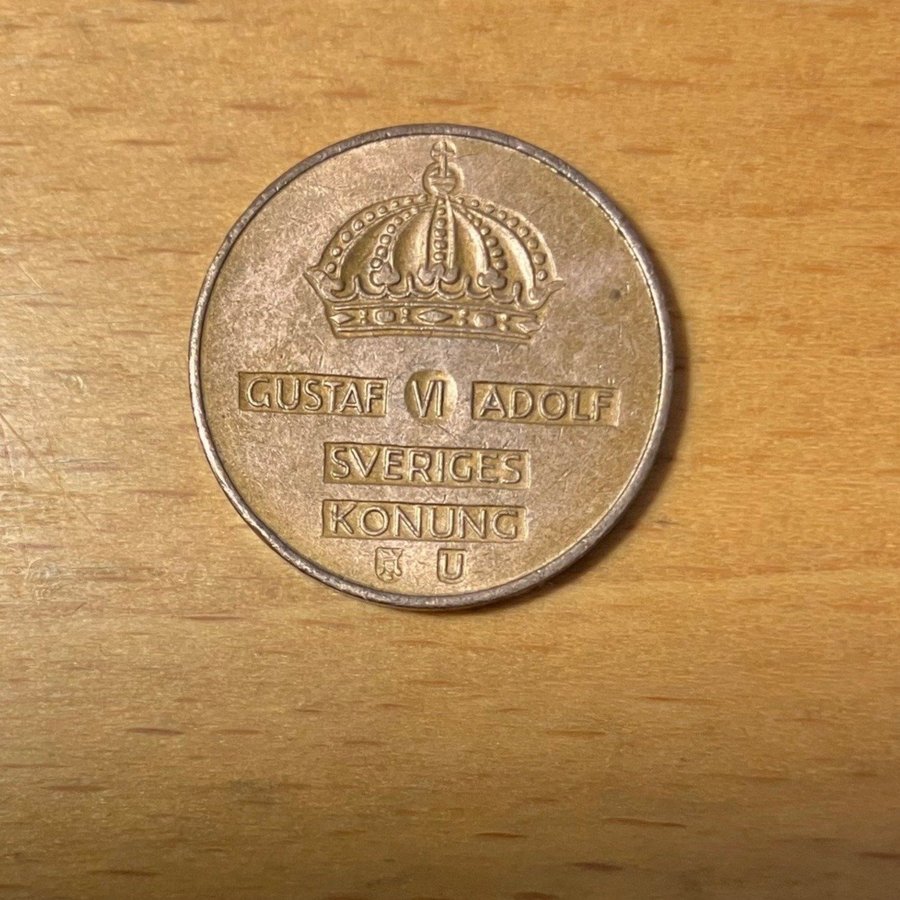 GUSTAF VI ADOLF
SVERIGES
KONUNG
U